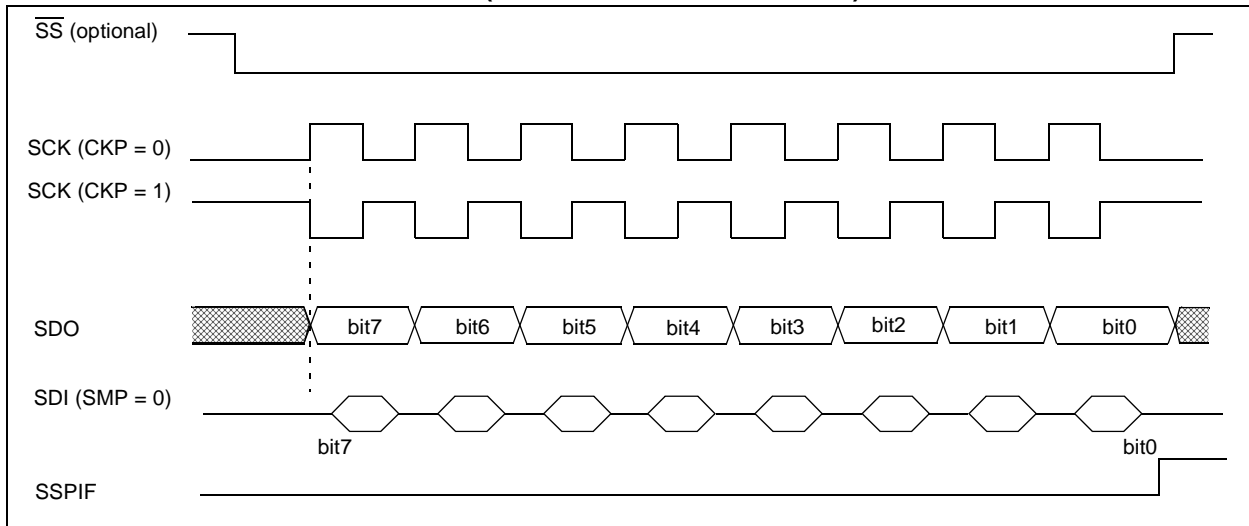 SS (optional)
SCK (CKP = 0)
SCK (CKP = 1)
SDO bit7 bit6 bit5 bit4 bit3 bit2 bit1 bit0
SDI (SMP = 0)
bit7 bit0
SSPIF